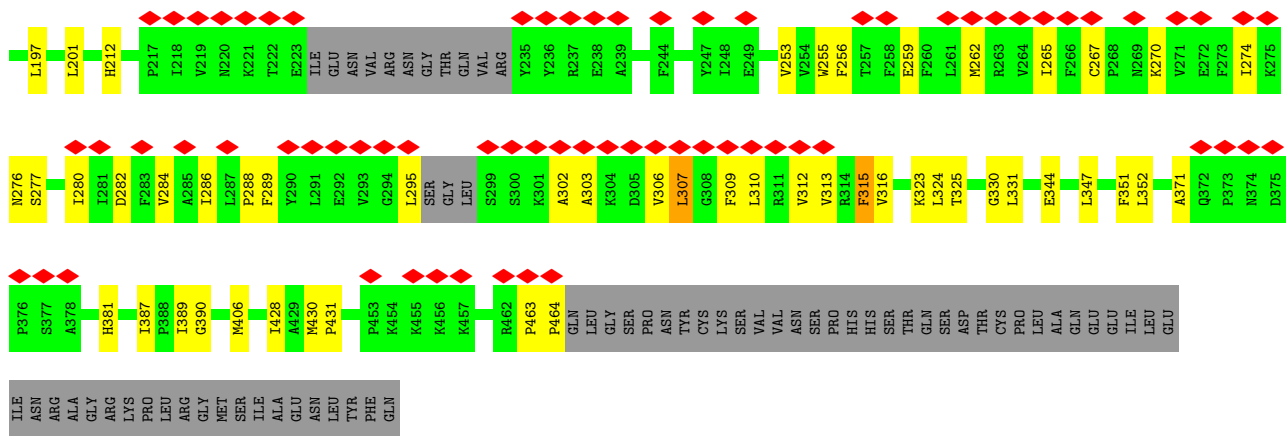 L197 L201 H212 P217 I218 V219 N220 K221 T222 E223 ILE GLU ASN VAL ARG ASN GLY THR GLN VAL ARG Y235 Y236 R237 E238 A239 F244 Y247 I248 E249 V253 V254 W255 F256 T257 F258 E259 F260 L261 M262 R263 V264 I265 F266 C267 P268 N269 K270 V271 E272 F273 I274 K275
N276 S277 I280 I281 D282 F283 V284 A285 I286 L287 P288 F289 Y290 L291 E292 V293 G294 L295 SER GLY LEU S299 S300 K301 A302 A303 K304 D305 V306 L307 G308 F309 L310 R311 V312 V313 R314 F315 V316 K323 L324 T325 G330 L331 E344 L347 F351 L352 A371 Q372 P373 N374 D375
P376 S377 A378 H381 I387 P388 I389 G390 M406 I428 A429 M430 P431 P453 K454 K455 K456 K457 R462 P463 P464 GLN LEU GLY SER PRO ASN TYR CYS LYS SER VAL VAL ASN SER PRO HIS HIS SER THR GLN SER ASP THR CYS PRO LEU ALA GLN GLU GLU ILE LEU GLU
ILE ASN ARG ALA GLY ARG LYS PRO LEU ARG GLY MET SER ILE ALA GLU ASN LEU TYR PHE GLN